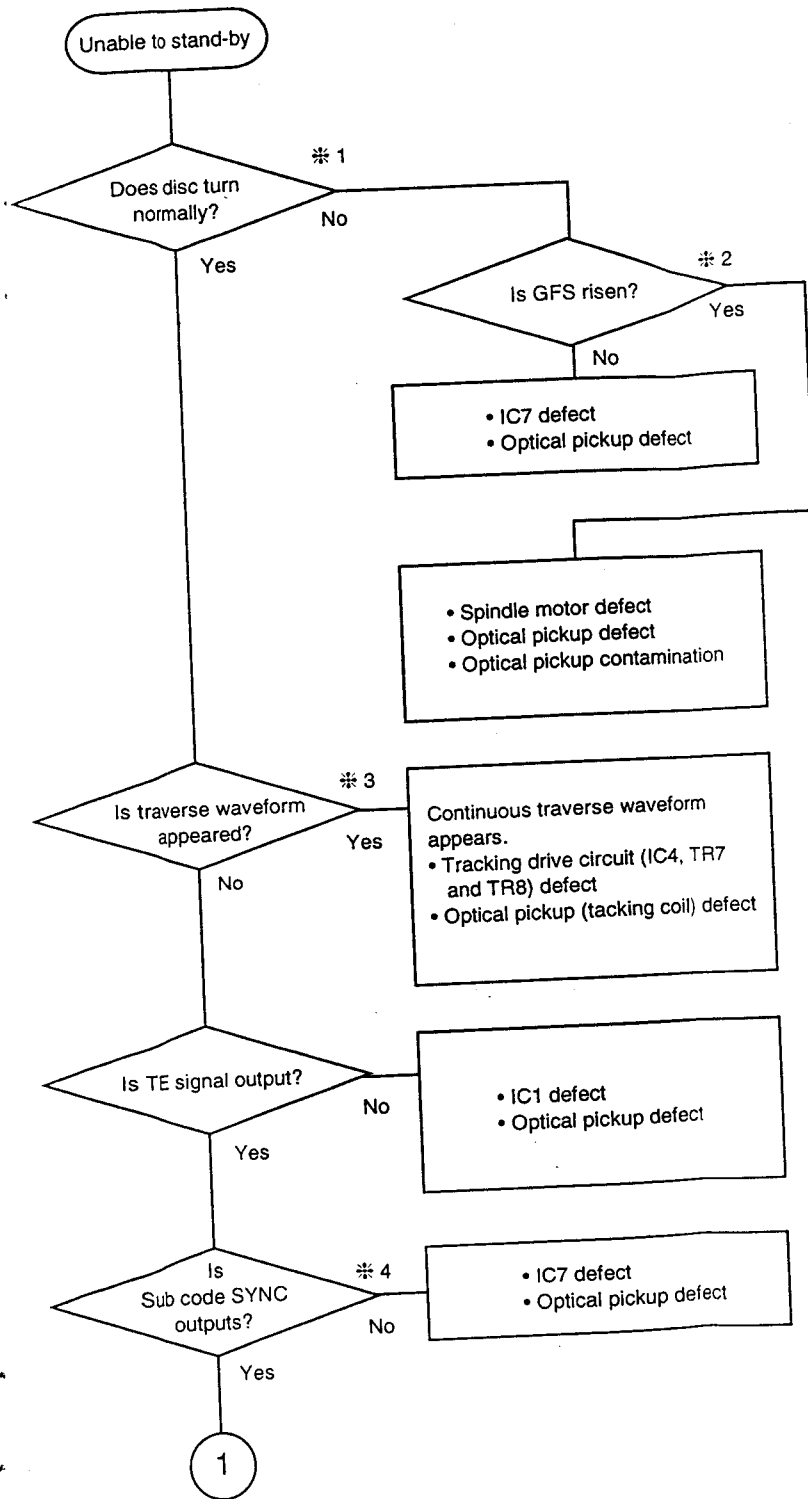 Unable to stand-by
Does disc turn
normally?
※ 1
No
Yes
Is GFS risen?
※ 2
Yes
No
• IC7 defect
• Optical pickup defect
• Spindle motor defect
• Optical pickup defect
• Optical pickup contamination
Is traverse waveform
appeared?
※ 3
Yes
No
Continuous traverse waveform
appears.
• Tracking drive circuit (IC4, TR7
and TR8) defect
• Optical pickup (tacking coil) defect
Is TE signal output?
No
Yes
• IC1 defect
• Optical pickup defect
Is
Sub code SYNC
outputs?
※ 4
No
Yes
• IC7 defect
• Optical pickup defect
1